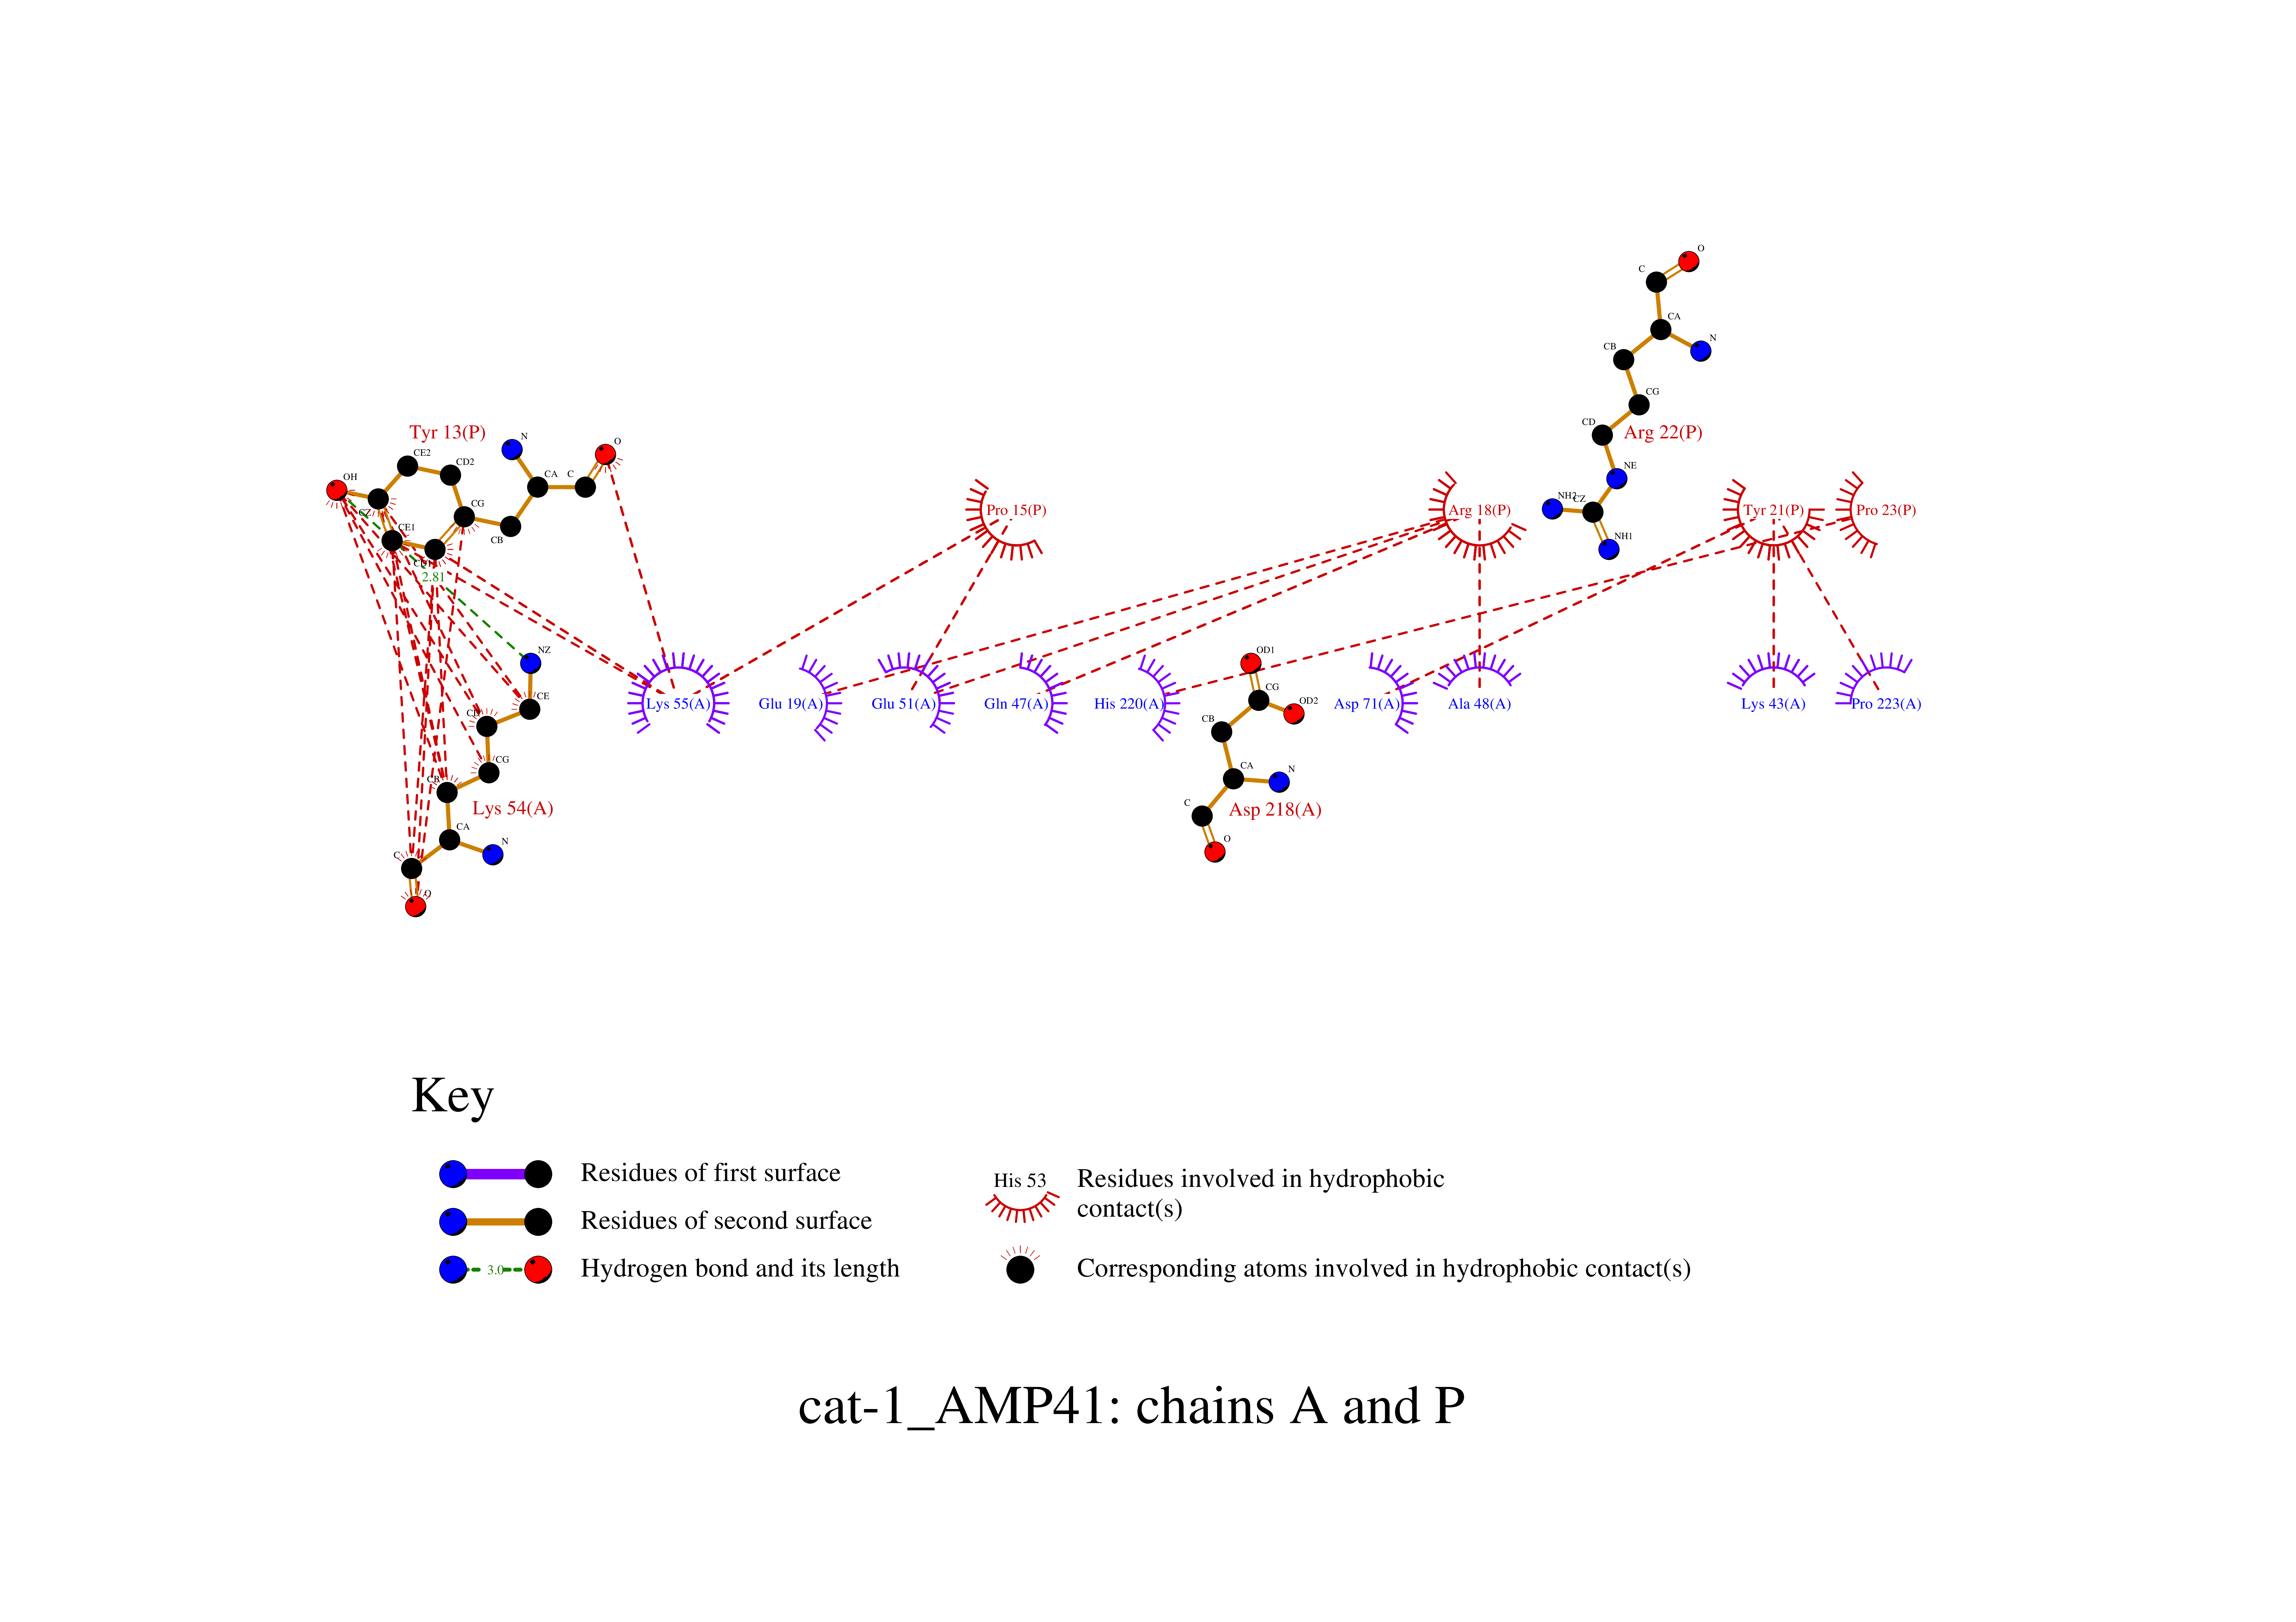 O
C
CA
N
CB
CG
CD
Arg 22(P)
NE
NH2
CZ
NH1
Tyr 13(P)
N
O
CE2
CD2
OH
CA
C
CG
CZ
CE1
CB
2.81
Pro 15(P)
Arg 18(P)
Tyr 21(P)
Pro 23(P)
NZ
CE
CG
CB
Lys 54(A)
CA
N
C
O
Lys 55(A)
Glu 19(A)
Glu 51(A)
Gln 47(A)
His 220(A)
Asp 71(A)
Ala 48(A)
Lys 43(A)
Pro 223(A)
OD1
CG
OD2
CB
CA
N
C
Asp 218(A)
O
Key
Residues of first surface
Residues of second surface
3.0
Hydrogen bond and its length
His 53
Residues involved in hydrophobic
contact(s)
Corresponding atoms involved in hydrophobic contact(s)
cat-1_AMP41: chains A and P